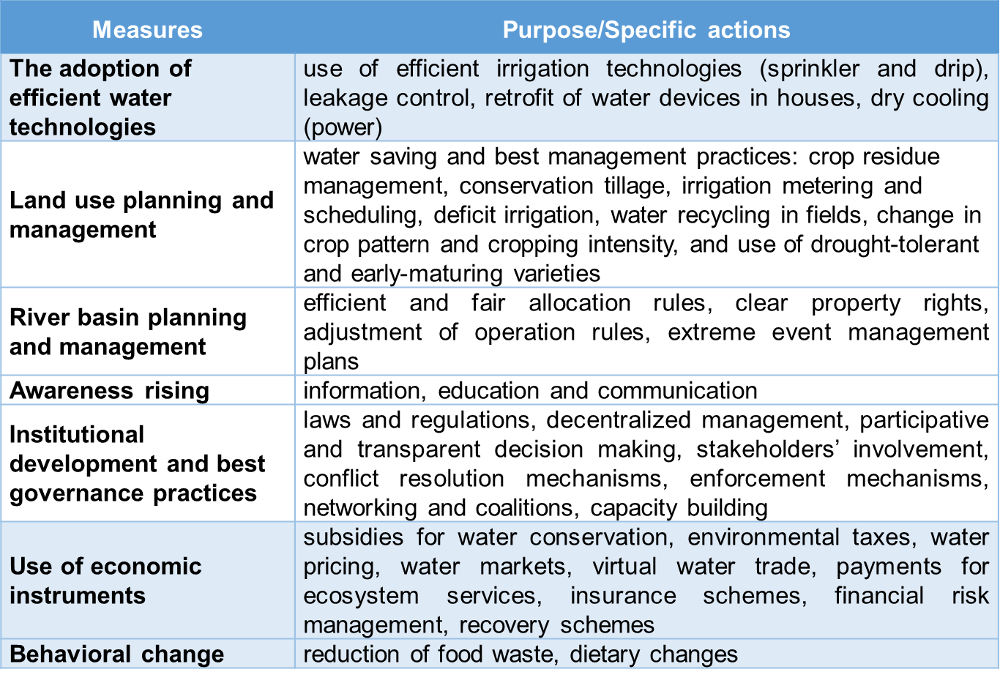 Measures
Purpose/Specific actions
The adoption of
efficient water
technologies
use of efficient irrigation technologies (sprinkler and drip),
leakage control, retrofit of water devices in houses, dry cooling
(power)
Land use planning and
management
water saving and best management practices: crop residue
management, conservation tillage, irrigation metering and
scheduling, deficit irrigation, water recycling in fields, change in
crop pattern and cropping intensity, and use of drought-tolerant
and early-maturing varieties
River basin planning
and management
efficient and fair allocation rules, clear property rights,
adjustment of operation rules, extreme event management
plans
Awareness rising
information, education and communication
Institutional
development and best
governance practices
laws and regulations, decentralized management, participative
and transparent decision making, stakeholders’ involvement,
conflict resolution mechanisms, enforcement mechanisms,
networking and coalitions, capacity building
Use of economic
instruments
subsidies for water conservation, environmental taxes, water
pricing, water markets, virtual water trade, payments for
ecosystem services, insurance schemes, financial risk
management, recovery schemes
Behavioral change
reduction of food waste, dietary changes